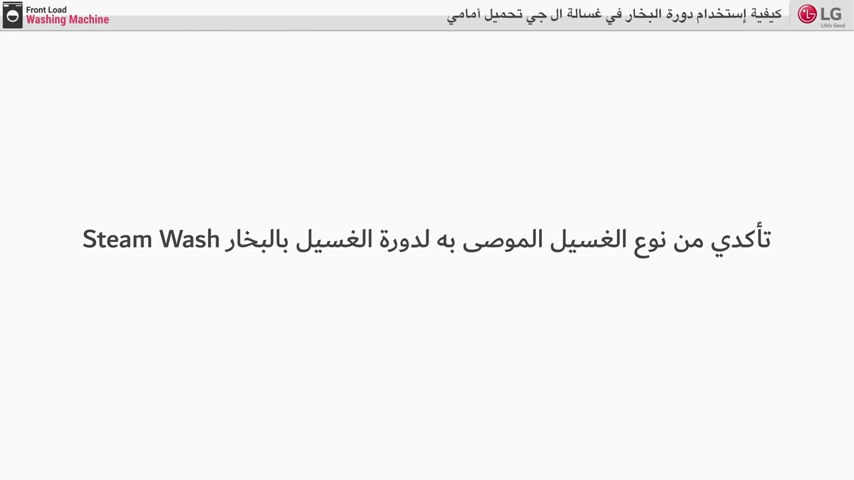 Front Load
Washing Machine
كيفية إستخدام دورة البخار في غسالة ال جي تحميل أمامي
LG
Life's Good
تأكدي من نوع الغسيل الموصى به لدورة الغسيل بالبخار Steam Wash